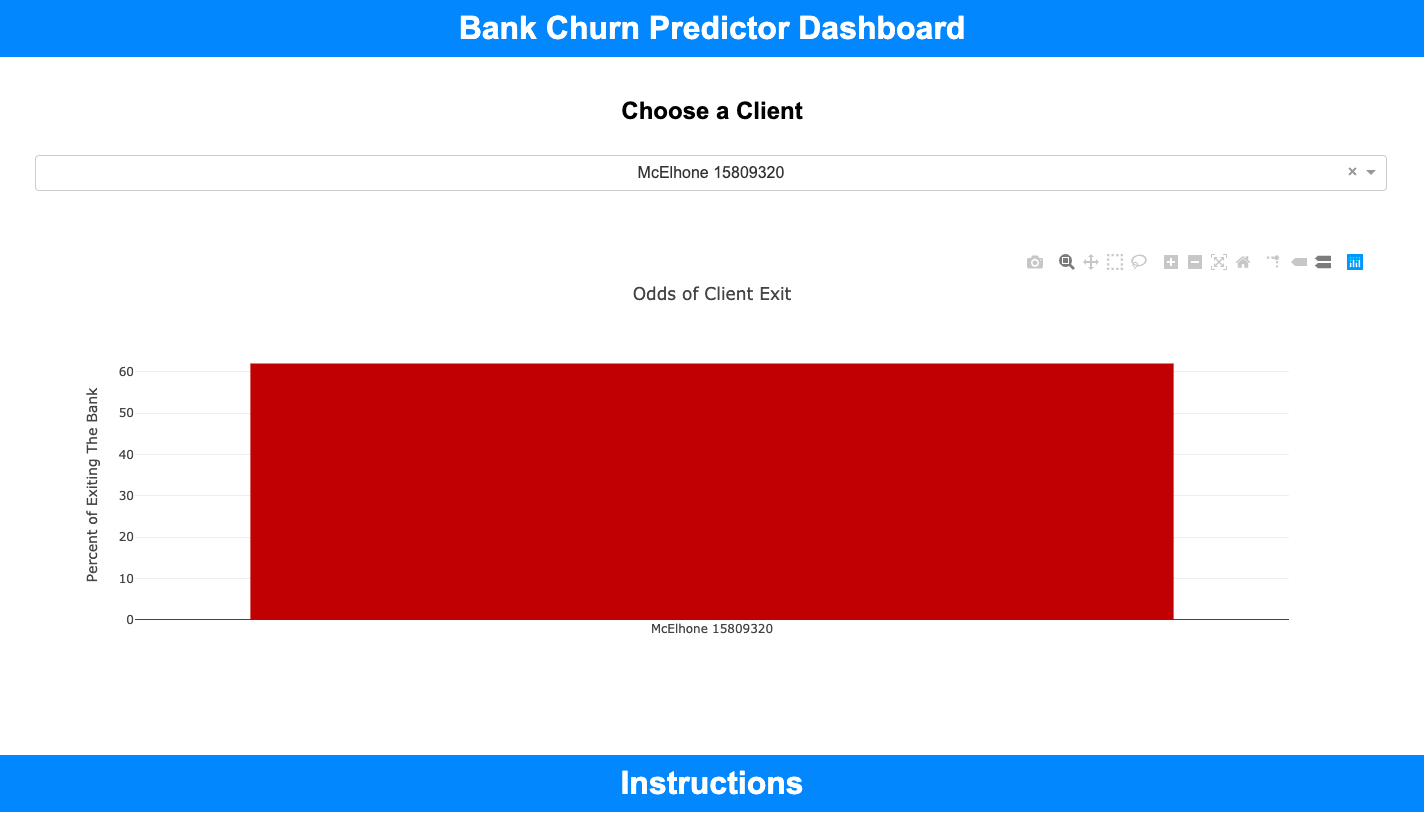 Bank Churn Predictor Dashboard
Choose a Client
McElhone 15809320
Odds of Client Exit
Percent of Exiting The Bank
60
50
40
30
20
10
0
McElhone 15809320
Instructions